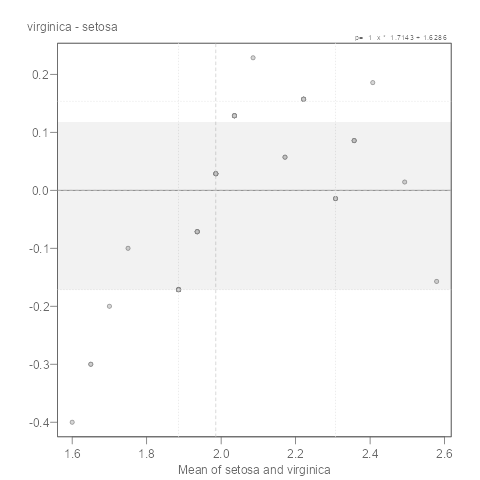 virginica - setosa
p= 1 x^ 1.7143 + 1.6286
0.2
0.1
0.0
-0.1
-0.2
-0.3
-0.4
1.6 1.8 2.0 2.2 2.4 2.6
Mean of setosa and virginica